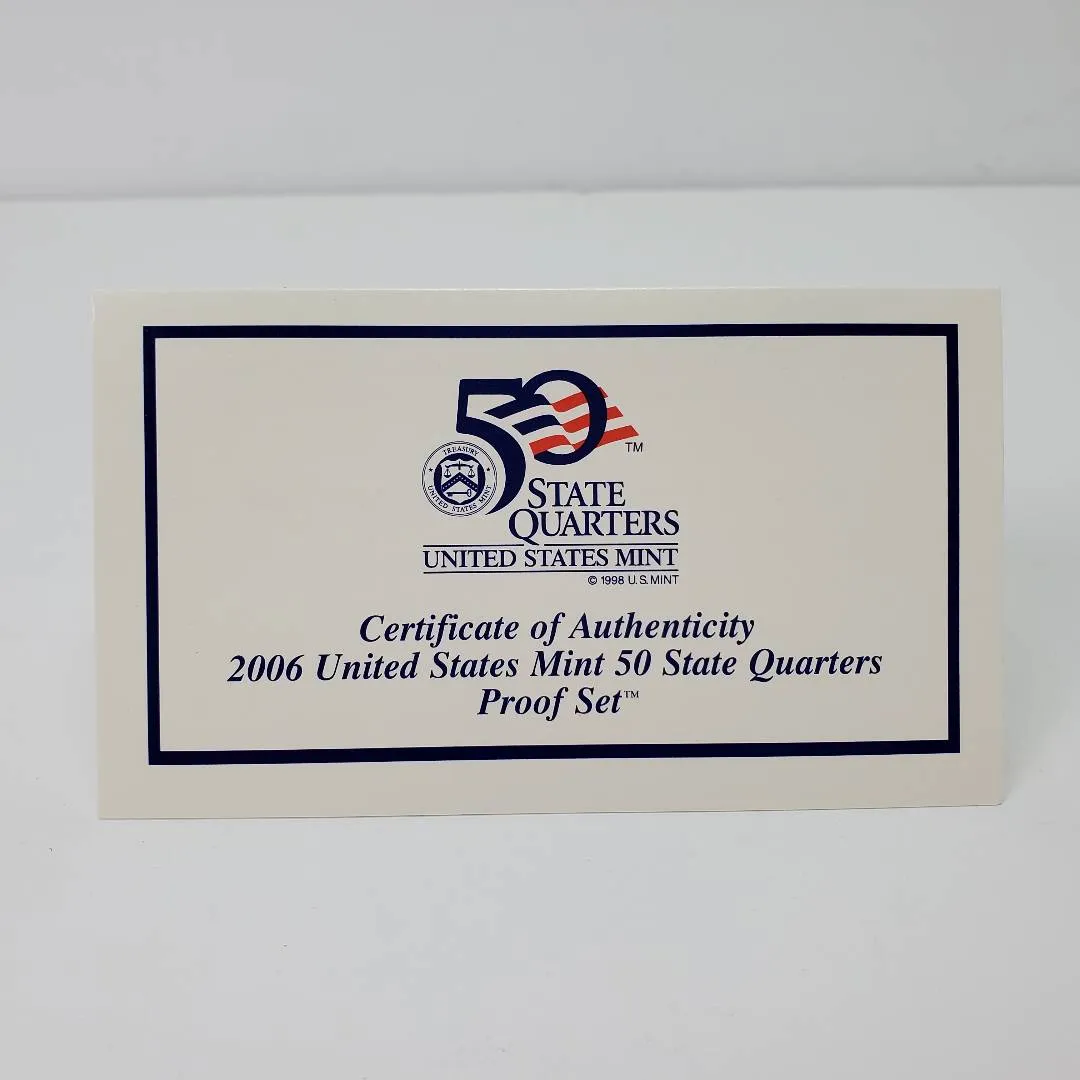 50
TM
TREASURY
UNITED STATES MINT
STATE
QUARTERS
UNITED STATES MINT
© 1998 U.S. MINT
Certificate of Authenticity
2006 United States Mint 50 State Quarters
Proof Set™